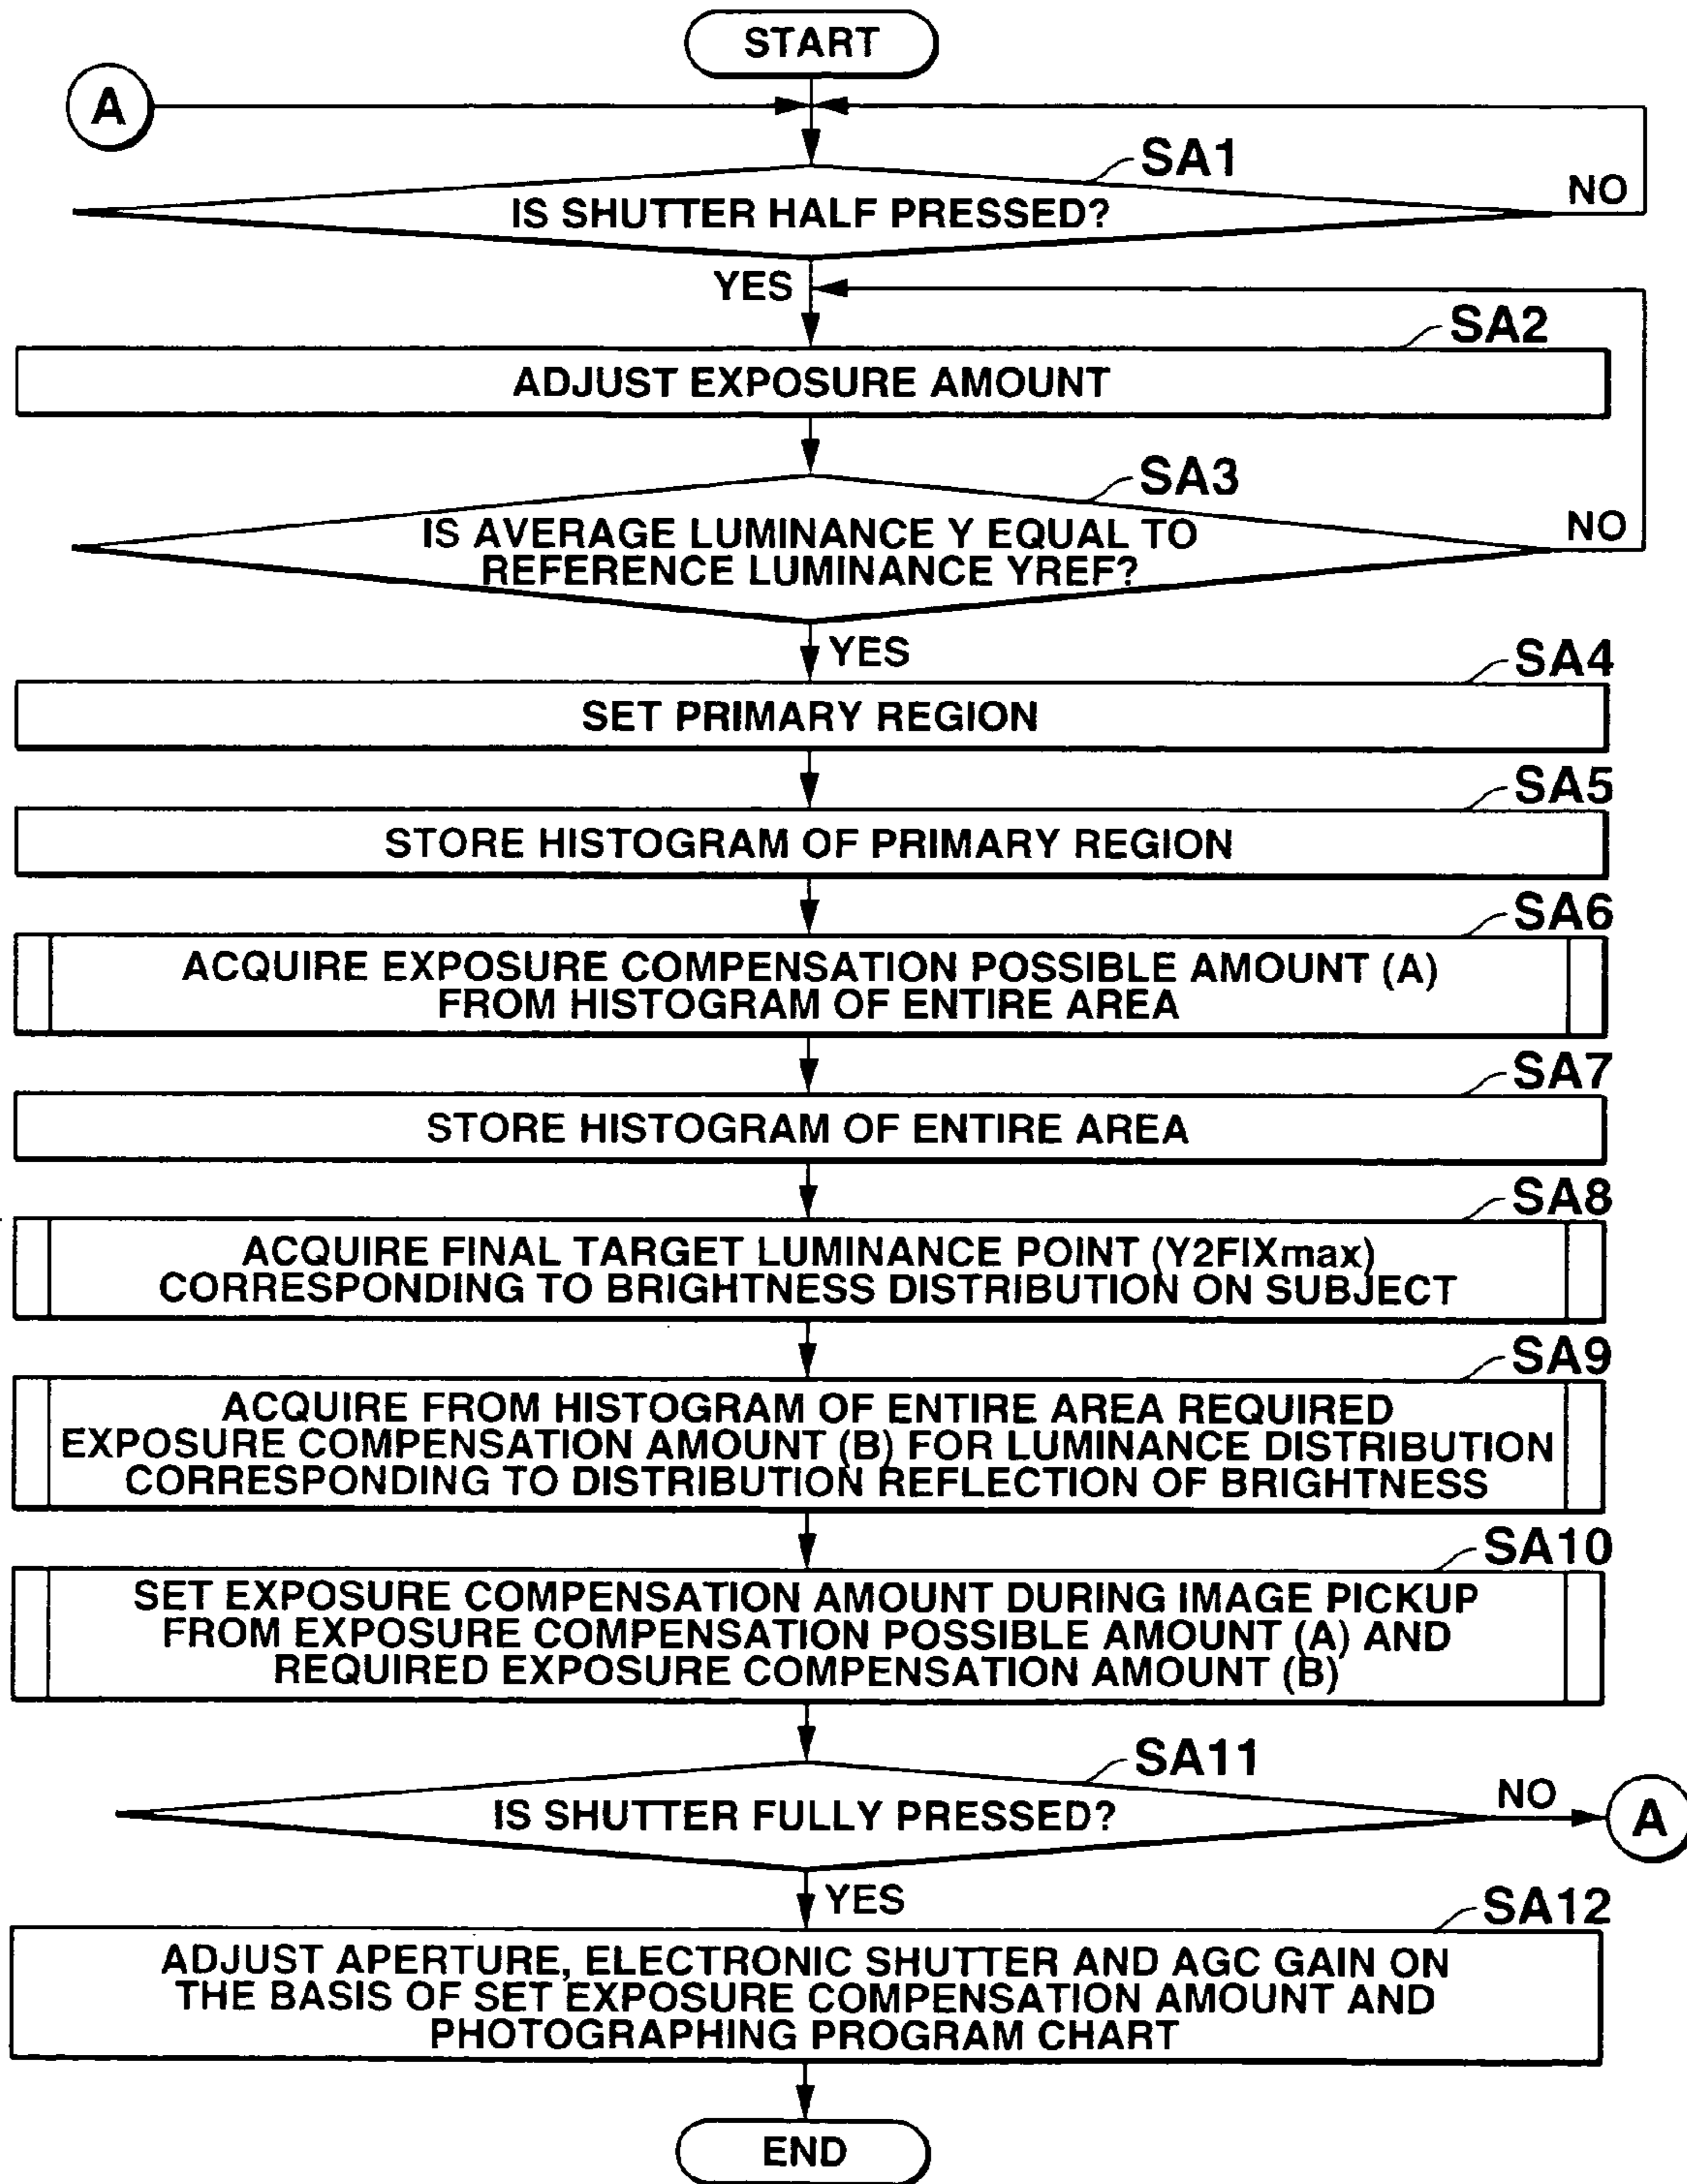 START
A
SA1
IS SHUTTER HALF PRESSED?
NO
YES
SA2
ADJUST EXPOSURE AMOUNT
SA3
IS AVERAGE LUMINANCE Y EQUAL TO
REFERENCE LUMINANCE YREF?
NO
YES
SA4
SET PRIMARY REGION
SA5
STORE HISTOGRAM OF PRIMARY REGION
SA6
ACQUIRE EXPOSURE COMPENSATION POSSIBLE AMOUNT (A)
FROM HISTOGRAM OF ENTIRE AREA
SA7
STORE HISTOGRAM OF ENTIRE AREA
SA8
ACQUIRE FINAL TARGET LUMINANCE POINT (Y2FIXmax)
CORRESPONDING TO BRIGHTNESS DISTRIBUTION ON SUBJECT
SA9
ACQUIRE FROM HISTOGRAM OF ENTIRE AREA REQUIRED
EXPOSURE COMPENSATION AMOUNT (B) FOR LUMINANCE DISTRIBUTION
CORRESPONDING TO DISTRIBUTION REFLECTION OF BRIGHTNESS
SA10
SET EXPOSURE COMPENSATION AMOUNT DURING IMAGE PICKUP
FROM EXPOSURE COMPENSATION POSSIBLE AMOUNT (A) AND
REQUIRED EXPOSURE COMPENSATION AMOUNT (B)
SA11
IS SHUTTER FULLY PRESSED?
NO
A
YES
SA12
ADJUST APERTURE, ELECTRONIC SHUTTER AND AGC GAIN ON
THE BASIS OF SET EXPOSURE COMPENSATION AMOUNT AND
PHOTOGRAPHING PROGRAM CHART
END